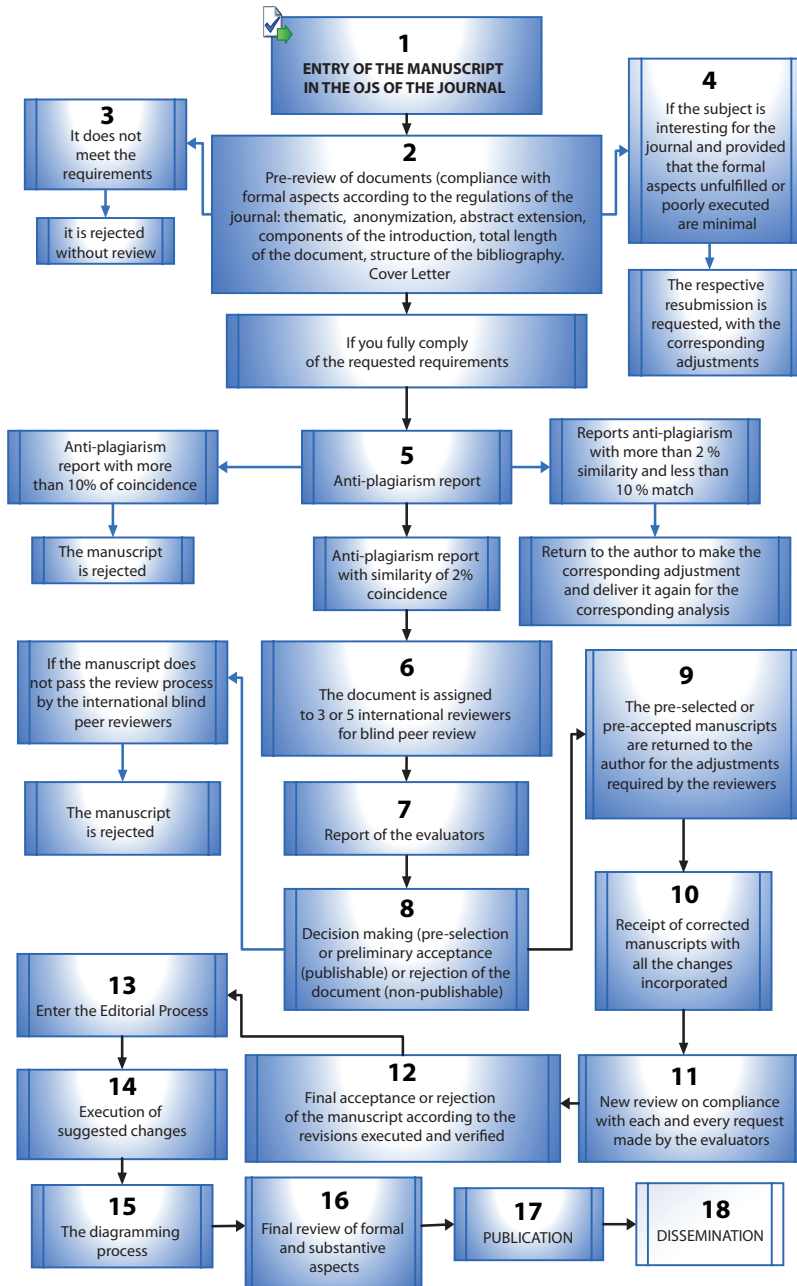 1
ENTRY OF THE MANUSCRIPT
IN THE OJS OF THE JOURNAL
2
Pre-review of documents (compliance with
formal aspects according to the regulations of the
journal: thematic, anonymization, abstract extension,
components of the introduction, total length
of the document, structure of the bibliography.
Cover Letter
3
It does not
meet the
requirements
it is rejected
without review
4
If the subject is
interesting for the
journal and provided
that the formal
aspects unfulfilled or
poorly executed
are minimal
The respective
resubmission is
requested, with the
corresponding
adjustments
If you fully comply
of the requested requirements
5
Anti-plagiarism report
Anti-plagiarism
report with more
than 10% of coincidence
The manuscript
is rejected
Reports anti-plagiarism
with more than 2 %
similarity and less than
10 % match
Return to the author to make the
corresponding adjustment
and deliver it again for the
corresponding analysis
Anti-plagiarism report
with similarity of 2%
coincidence
6
The document is assigned
to 3 or 5 international reviewers
for blind peer review
7
Report of the evaluators
8
Decision making (pre-selection
or preliminary acceptance
(publishable) or rejection of the
document (non-publishable)
If the manuscript does
not pass the review process
by the international blind
peer reviewers
The manuscript
is rejected
9
The pre-selected or
pre-accepted manuscripts
are returned to the
author for the adjustments
required by the reviewers
10
Receipt of corrected
manuscripts with
all the changes
incorporated
11
New review on compliance
with each and every request
made by the evaluators
12
Final acceptance or rejection
of the manuscript according to the
revisions executed and verified
13
Enter the Editorial Process
14
Execution of
suggested changes
15
The diagramming
process
16
Final review of formal
and substantive
aspects
17
PUBLICATION
18
DISSEMINATION